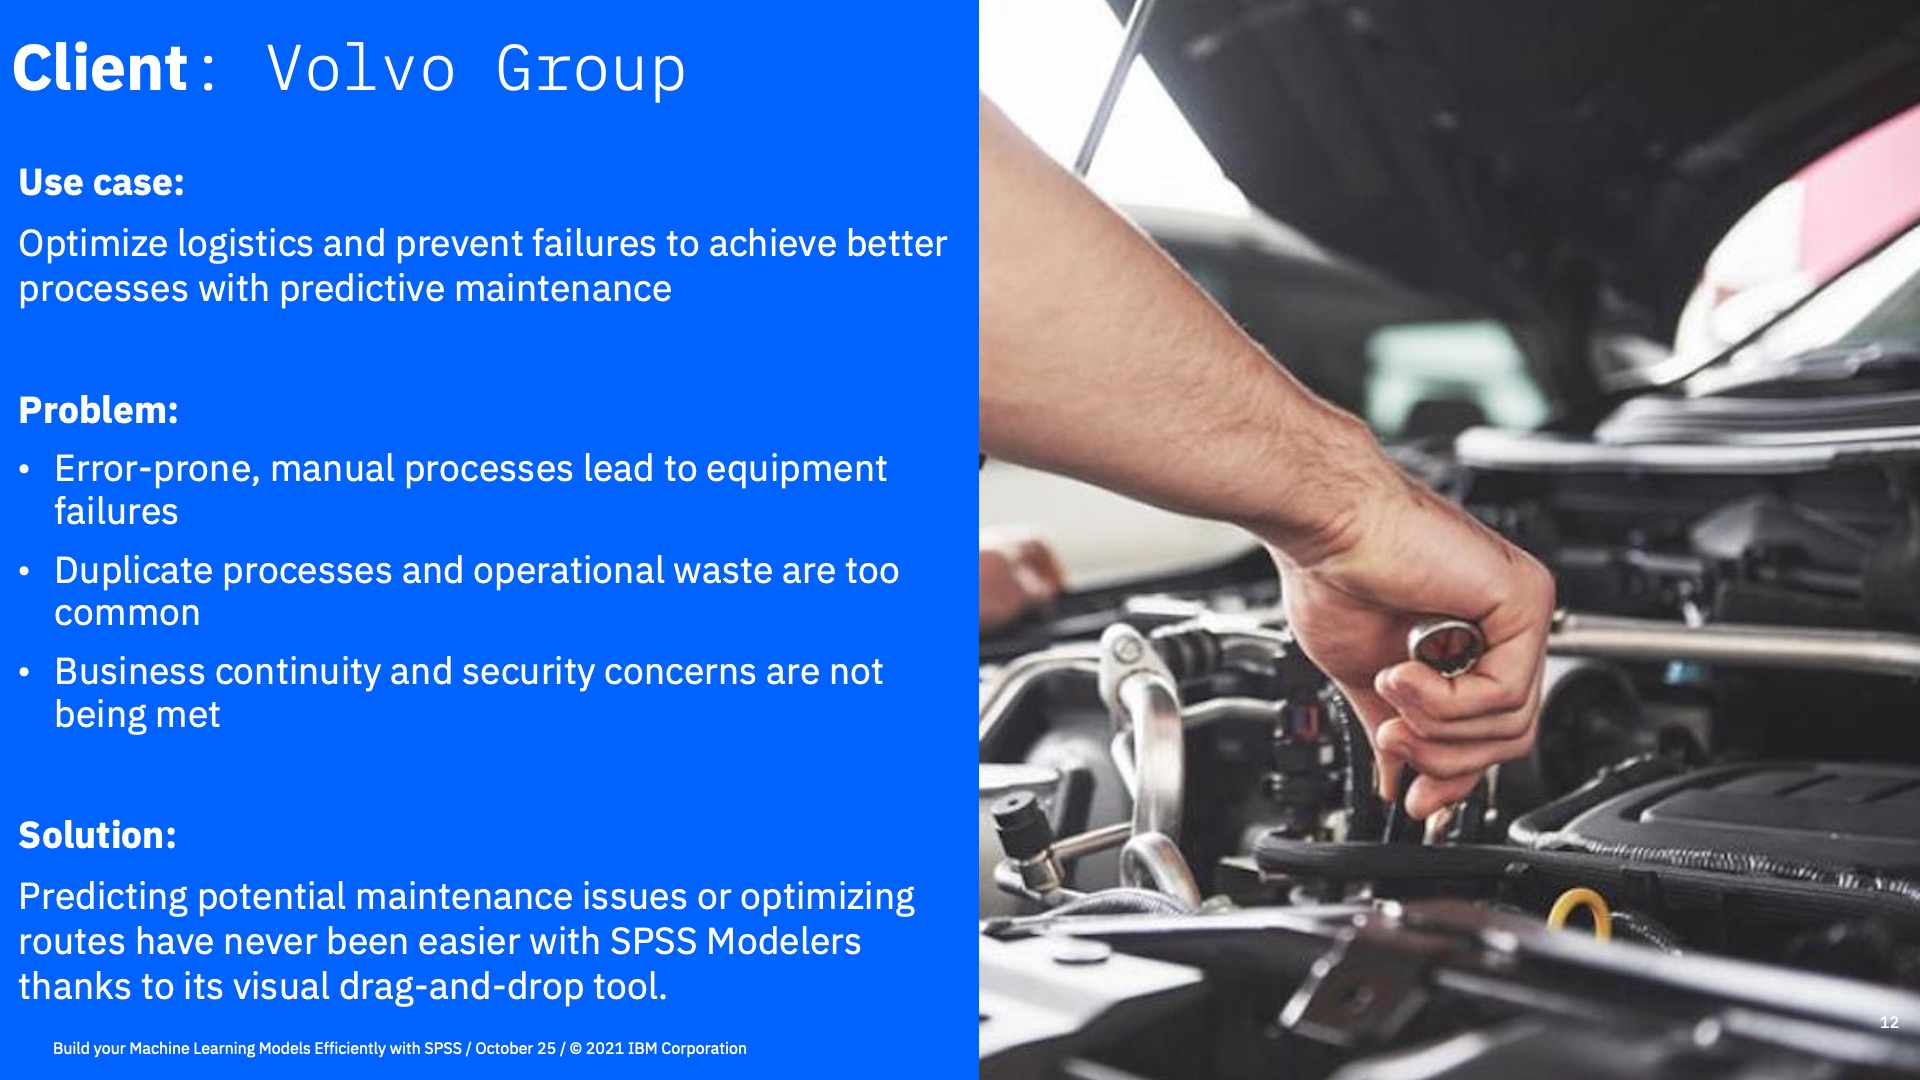 Client: Volvo Group
Use case:
Optimize logistics and prevent failures to achieve better
processes with predictive maintenance
Problem:
• Error-prone, manual processes lead to equipment
failures
• Duplicate processes and operational waste are too
common
• Business continuity and security concerns are not
being met
Solution:
Predicting potential maintenance issues or optimizing
routes have never been easier with SPSS Modelers
thanks to its visual drag-and-drop tool.
12
Build your Machine Learning Models Efficiently with SPSS / October 25 / © 2021 IBM Corporation